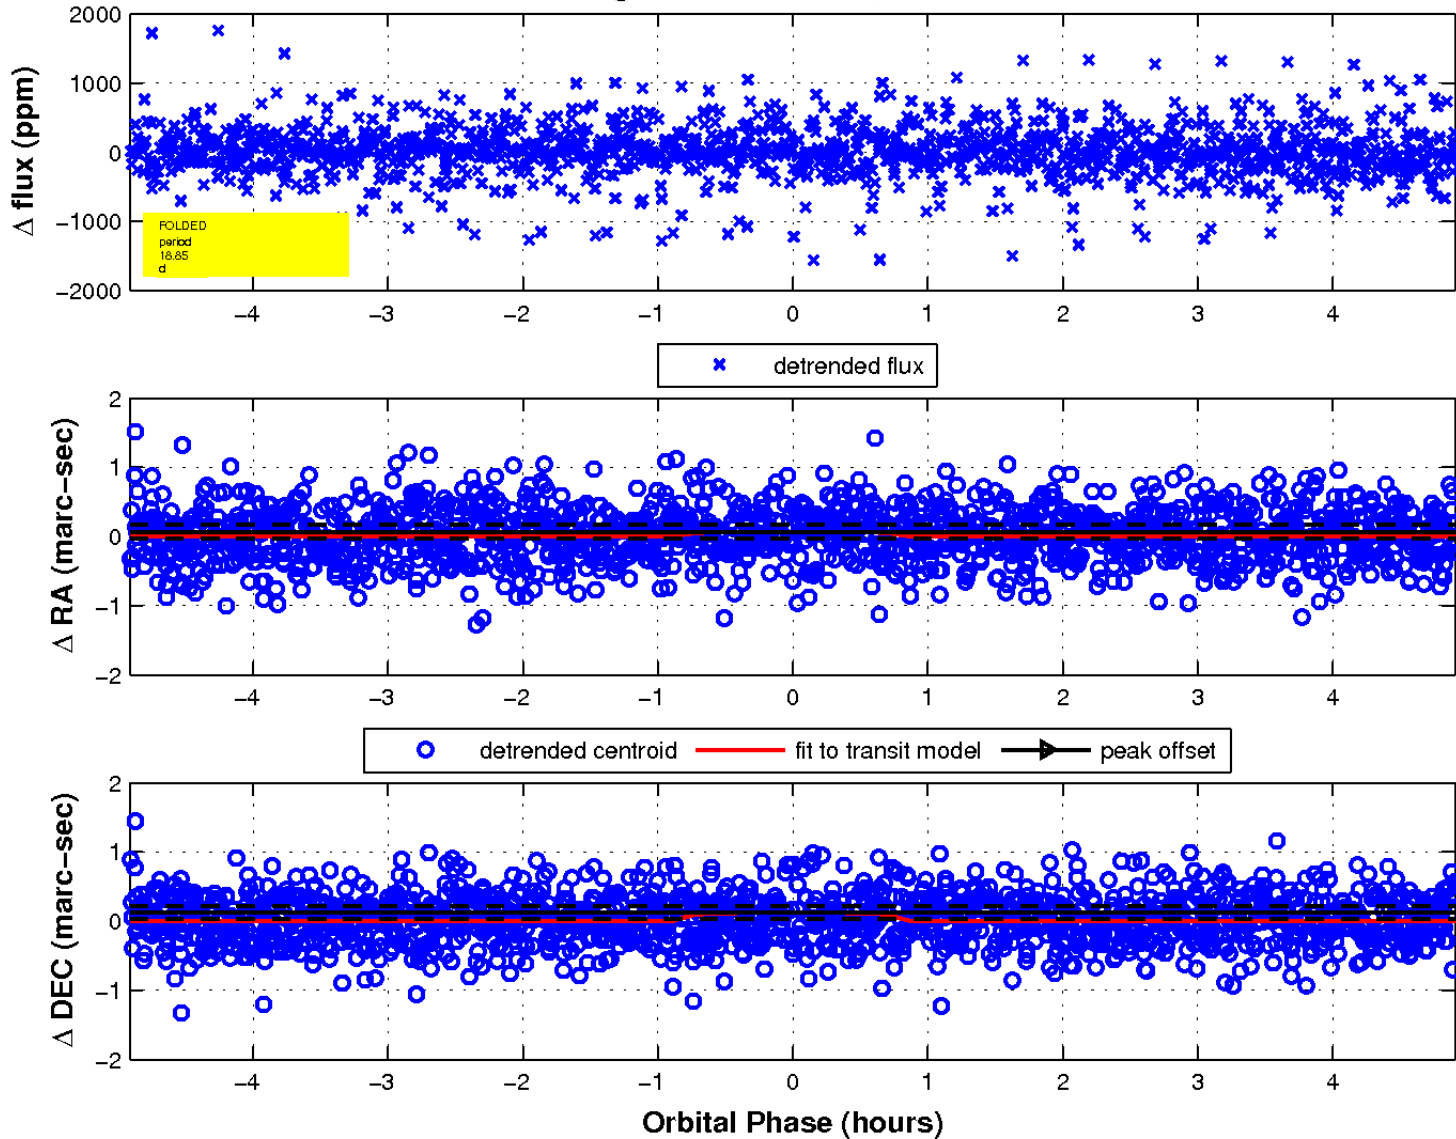 2000
1000
0
−1000
−2000
Δ flux (ppm)
FOLDED
period
18.85
d
−4 −3 −2 −1 0 1 2 3 4
detrended flux
2
1
0
−1
−2
Δ RA (marc−sec)
−4 −3 −2 −1 0 1 2 3 4
detrended centroid fit to transit model peak offset
2
1
0
−1
−2
Δ DEC (marc−sec)
−4 −3 −2 −1 0 1 2 3 4
Orbital Phase (hours)